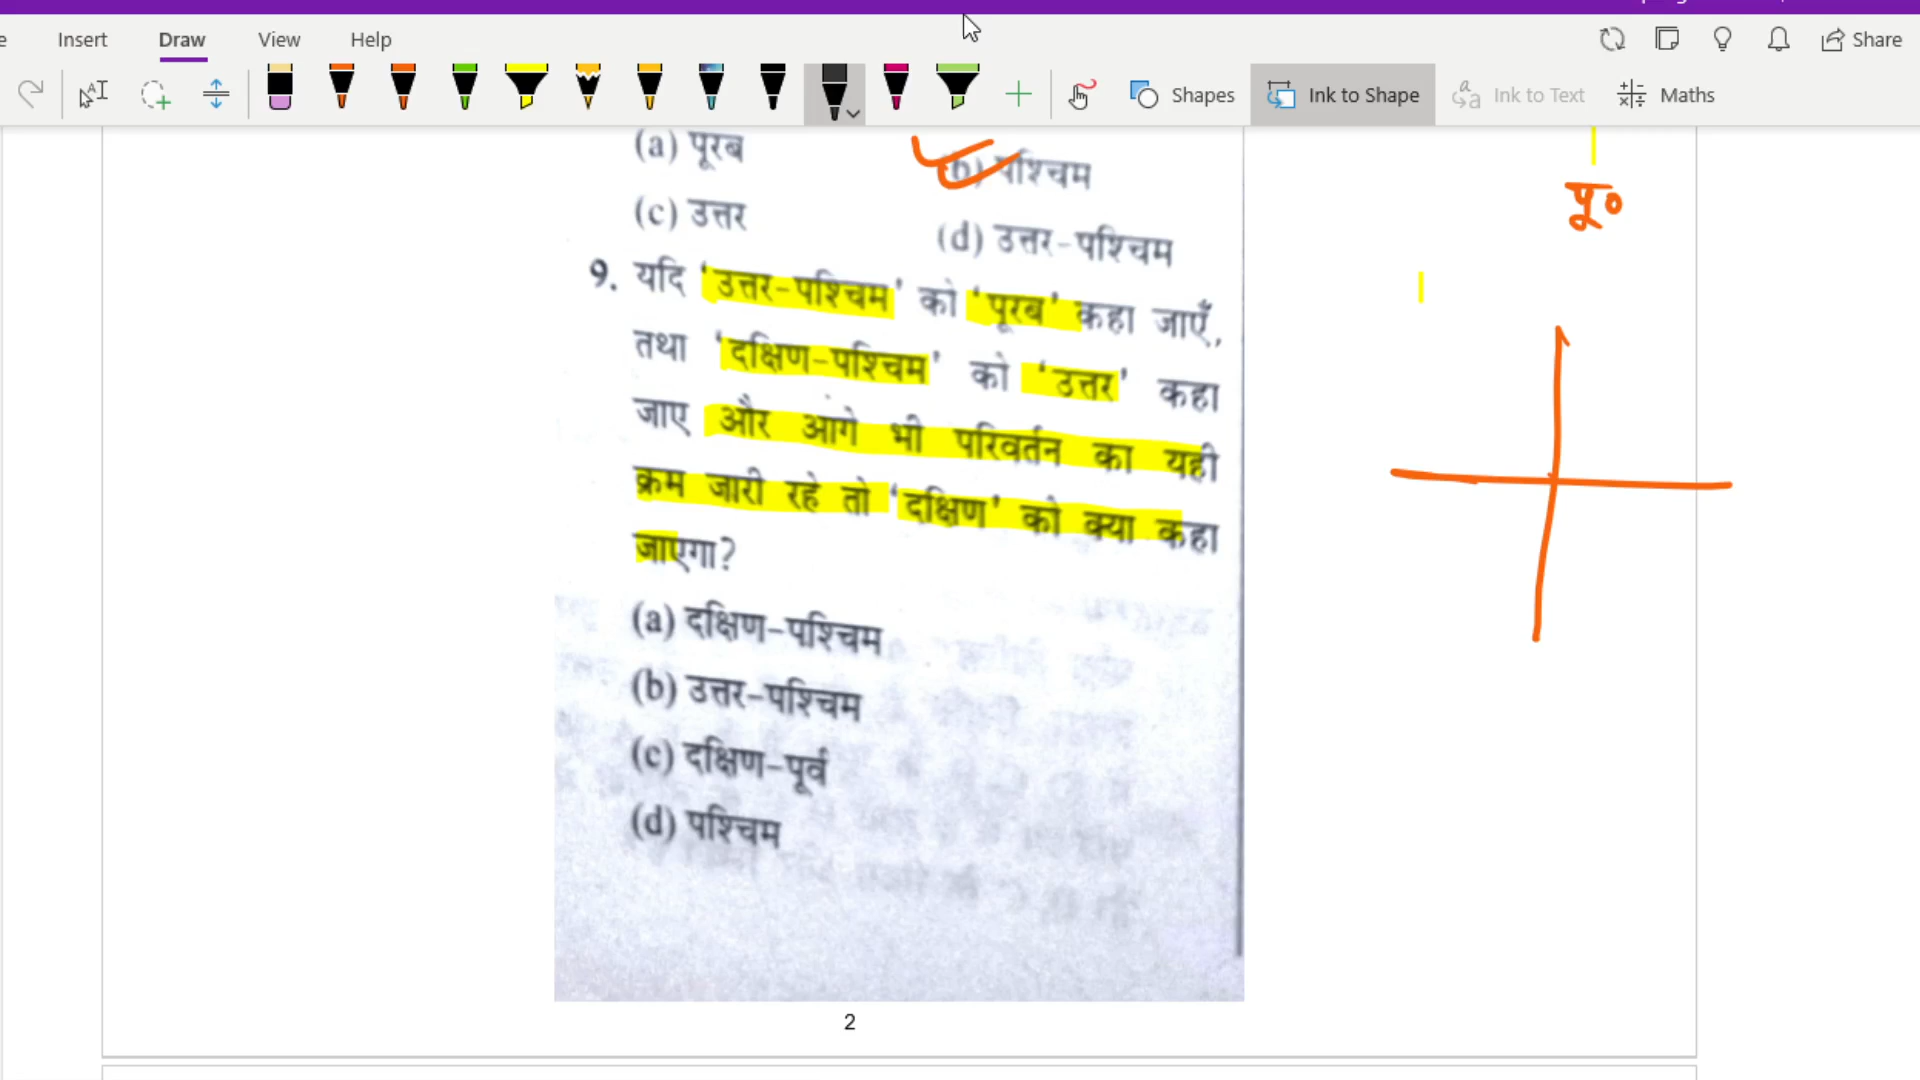 Insert Draw View Help Share
Shapes Ink to Shape Ink to Text Maths
(a) पूरब (b) पश्चिम
(c) उत्तर (d) उत्तर-पश्चिम
पू०
9. यदि 'उत्तर-पश्चिम' को 'पूरब' कहा जाएँ,
तथा 'दक्षिण-पश्चिम' को 'उत्तर' कहा
जाए और आगे भी परिवर्तन का यही
क्रम जारी रहे तो 'दक्षिण' को क्या कहा
जाएगा?
(a) दक्षिण-पश्चिम
(b) उत्तर-पश्चिम
(c) दक्षिण-पूर्व
(d) पश्चिम
2